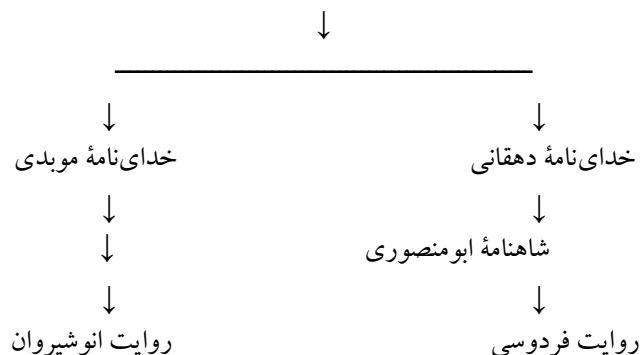 خدای‌نامهٔ دهقانی خدای‌نامهٔ موبدی
شاهنامهٔ ابومنصوری
روایت فردوسی روایت انوشیروان